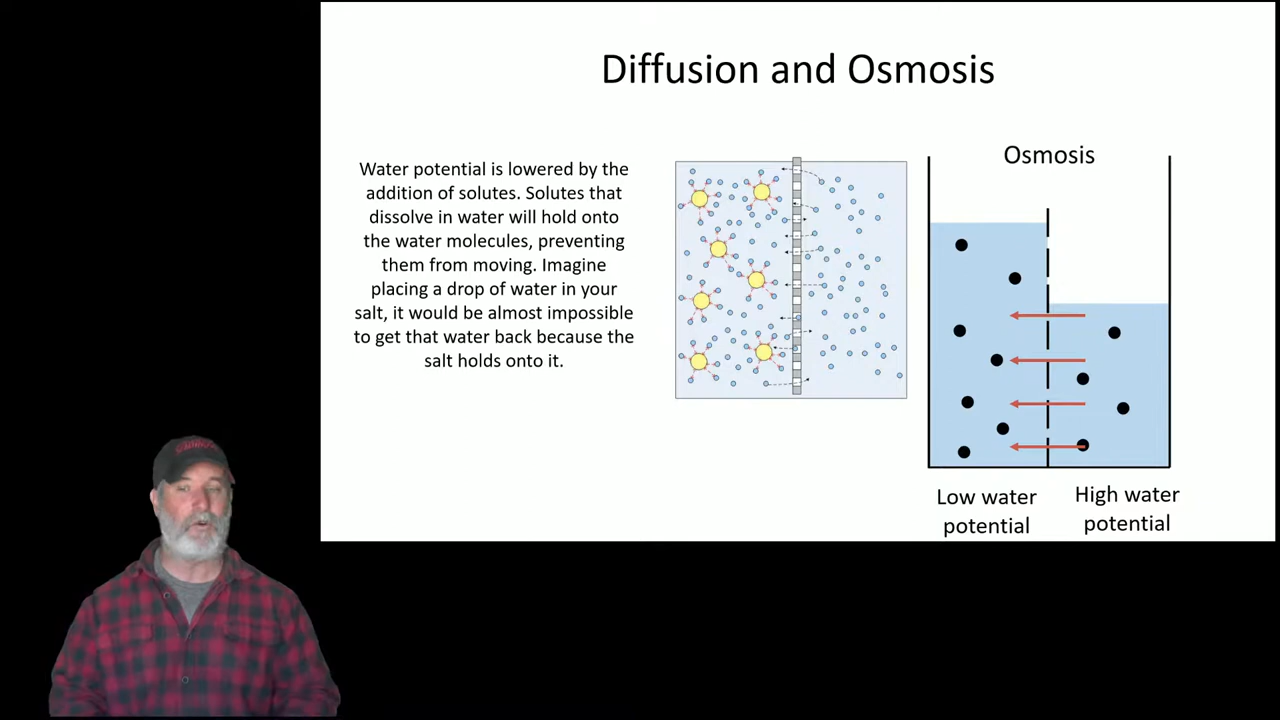 Diffusion and Osmosis
Water potential is lowered by the
addition of solutes. Solutes that
dissolve in water will hold onto
the water molecules, preventing
them from moving. Imagine
placing a drop of water in your
salt, it would be almost impossible
to get that water back because the
salt holds onto it.
Osmosis
Low water
potential
High water
potential